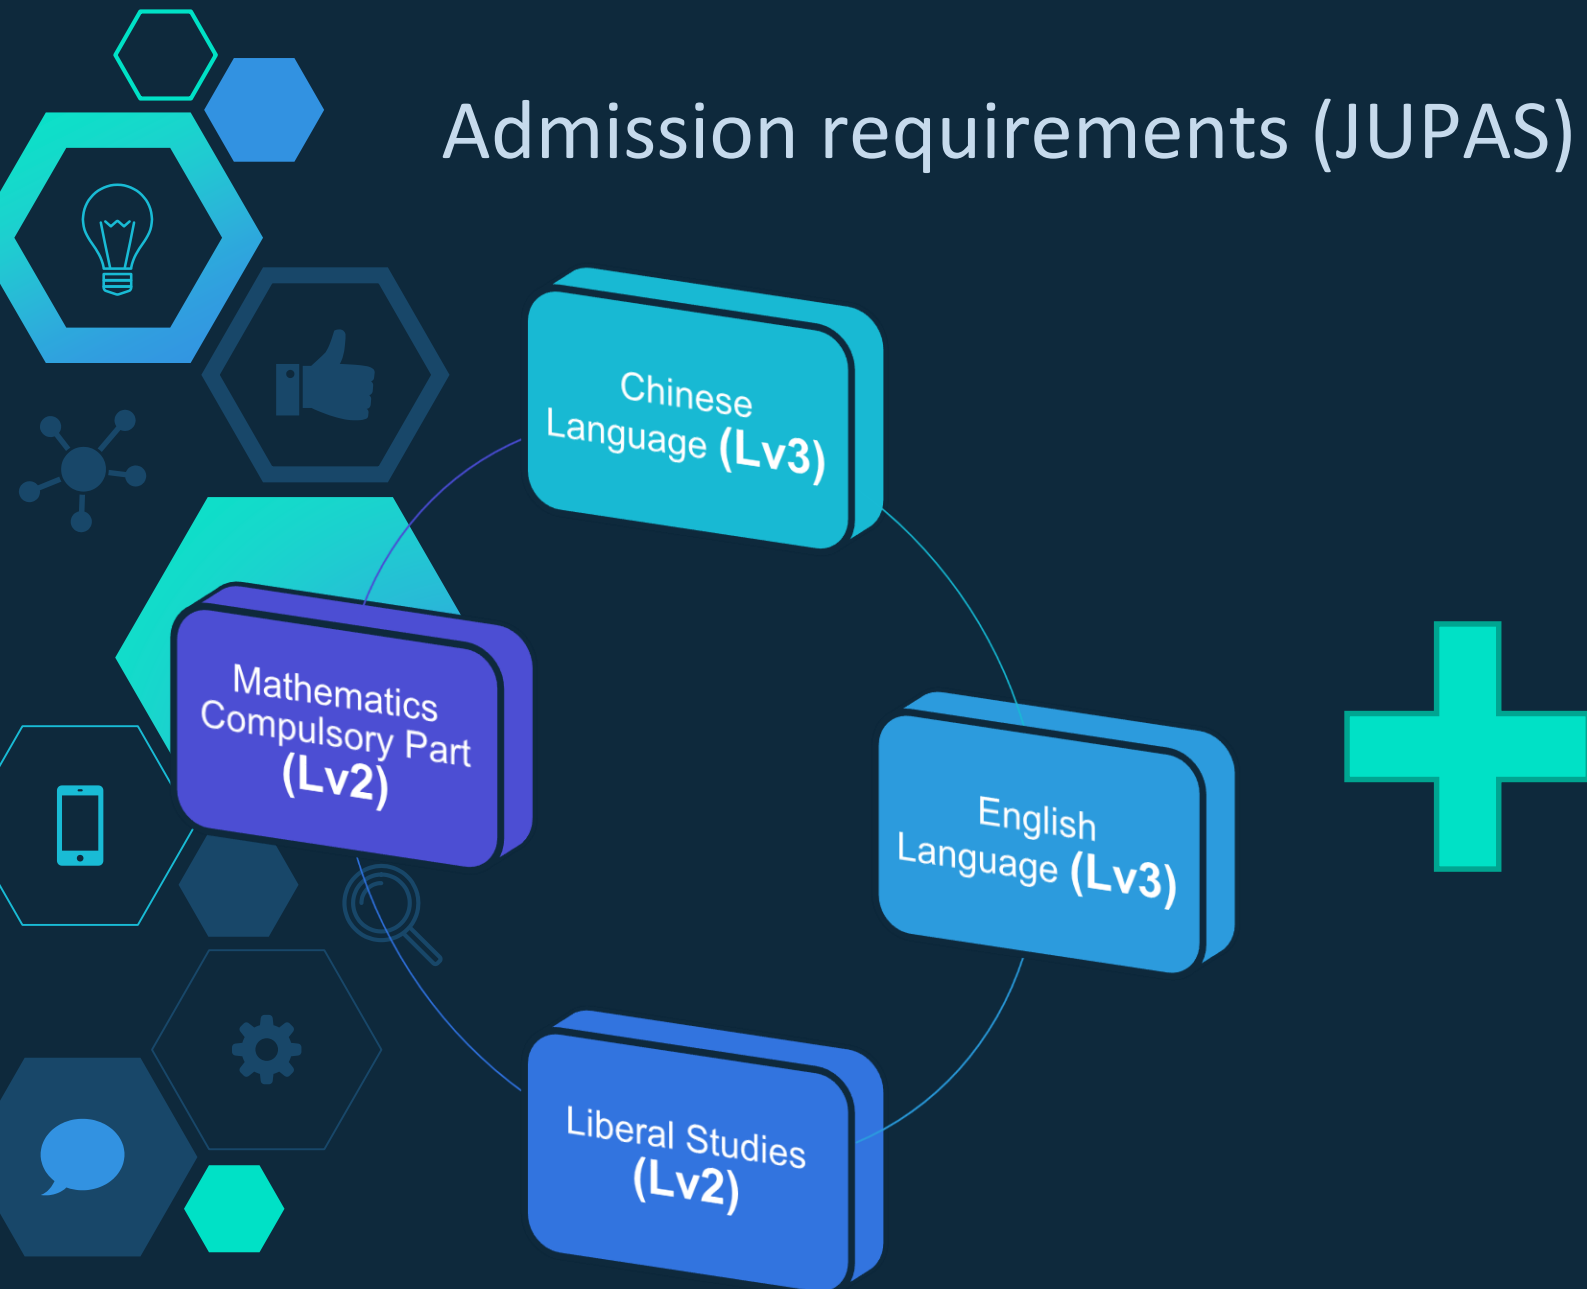 Admission requirements (JUPAS)
Chinese
Language (Lv3)
Mathematics
Compulsory Part
(Lv2)
English
Language (Lv3)
Liberal Studies
(Lv2)